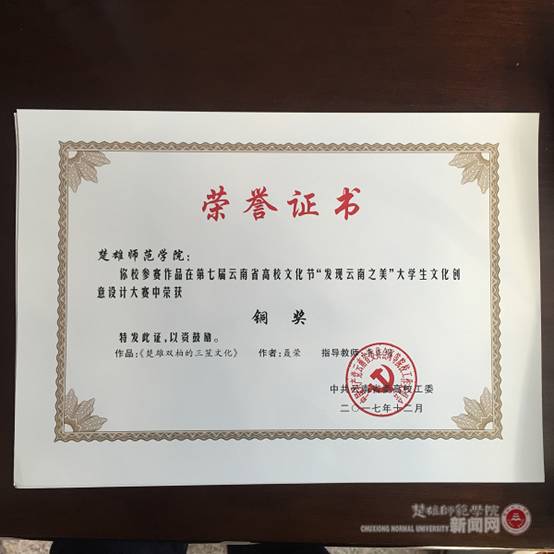 荣誉证书
楚雄师范学院：
你校参赛作品在第七届云南省高校文化节“发现云南之美”大学生文化创
意设计大赛中荣获
铜 奖
特发此证，以资鼓励。
作品：《楚雄双柏的三笙文化》 作者：聂荣 指导教师：
中共云南省委高校工委
二〇一七年十二月
楚雄師範学院
CHUXIONG NORMAL UNIVERSITY 新闻网